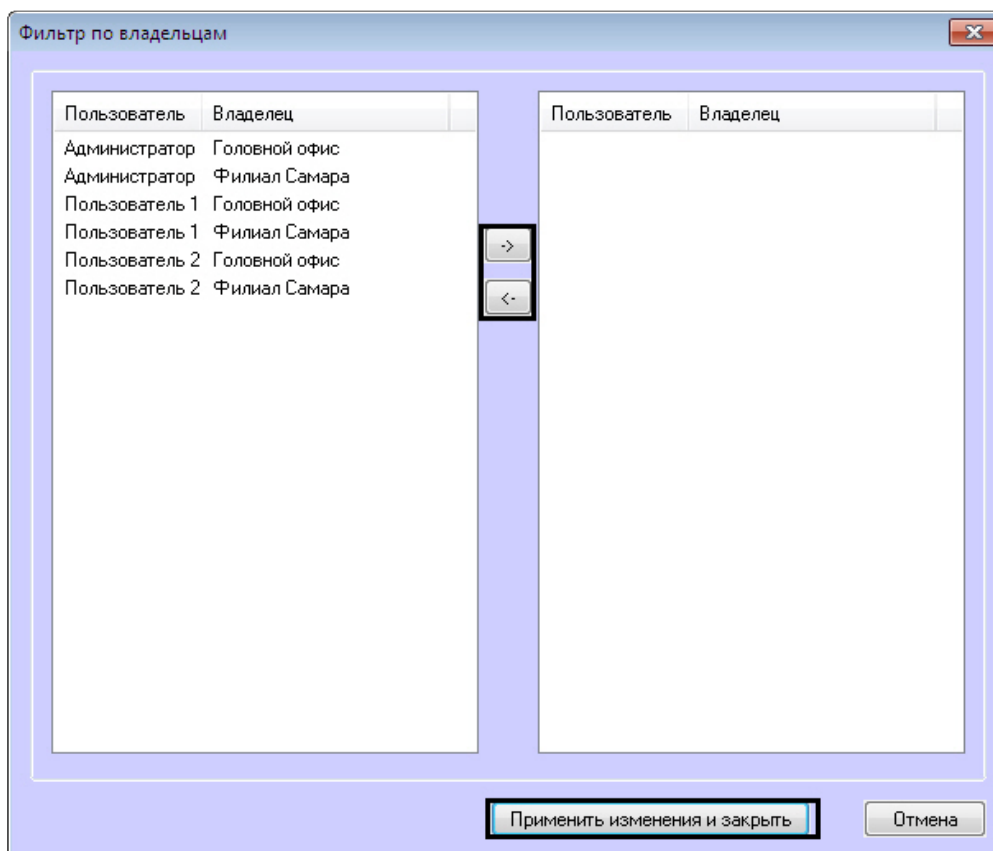 Фильтр по владельцам
Пользователь Владелец
Администратор Головной офис
Администратор Филиал Самара
Пользователь 1 Головной офис
Пользователь 1 Филиал Самара
Пользователь 2 Головной офис
Пользователь 2 Филиал Самара
->
<-
Пользователь Владелец
Применить изменения и закрыть Отмена